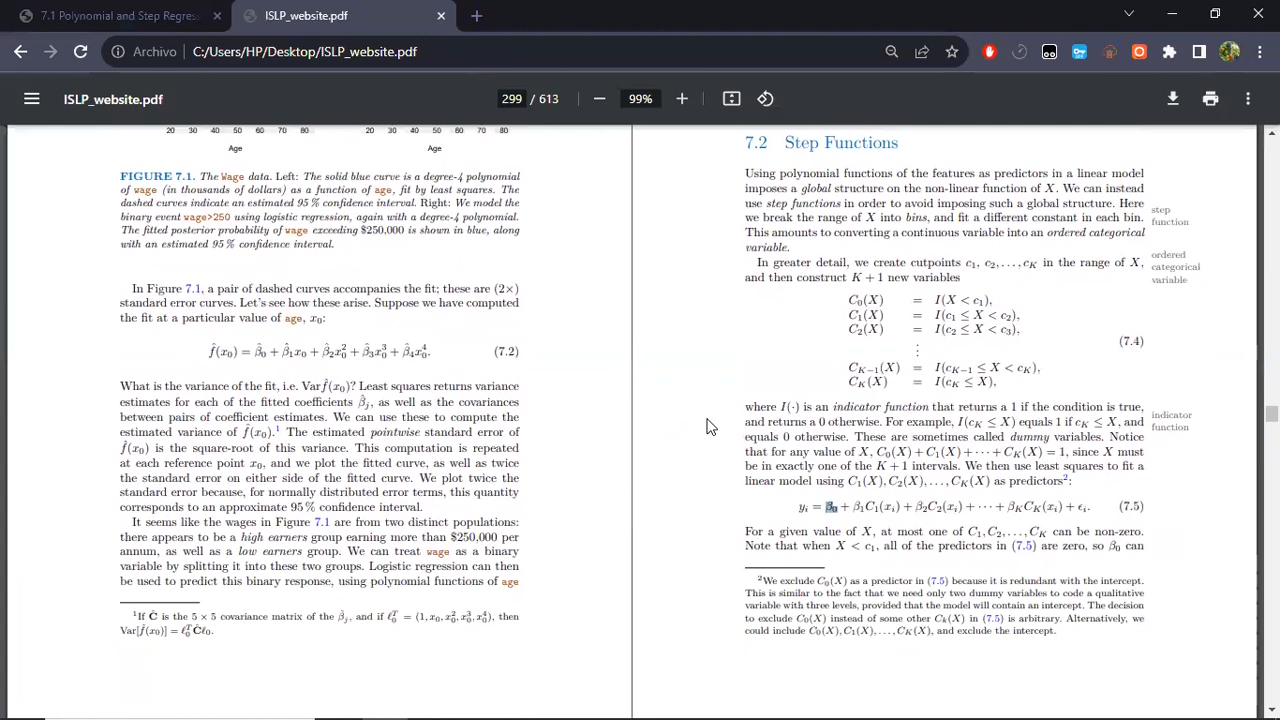 7.1 Polynomial and Step Regres
ISLP_website.pdf
Archivo
C:/Users/HP/Desktop/ISLP_website.pdf
ISLP_website.pdf
299 / 613
99%
20 30 40 50 60 70 80
20 30 40 50 60 70 80
Age
Age
FIGURE 7.1. The Wage data. Left: The solid blue curve is a degree-4 polynomial
of wage (in thousands of dollars) as a function of age, fit by least squares. The
dashed curves indicate an estimated 95 % confidence interval. Right: We model the
binary event wage>250 using logistic regression, again with a degree-4 polynomial.
The fitted posterior probability of wage exceeding $250,000 is shown in blue, along
with an estimated 95 % confidence interval.
In Figure 7.1, a pair of dashed curves accompanies the fit; these are (2×)
standard error curves. Let's see how these arise. Suppose we have computed
the fit at a particular value of age, x₀:
f̂(x₀) = β̂₀ + β̂₁x₀ + β̂₂x₀² + β̂₃x₀³ + β̂₄x₀⁴. (7.2)
What is the variance of the fit, i.e. Varf̂(x₀)? Least squares returns variance
estimates for each of the fitted coefficients β̂ⱼ, as well as the covariances
between pairs of coefficient estimates. We can use these to compute the
estimated variance of f̂(x₀).¹ The estimated pointwise standard error of
f̂(x₀) is the square-root of this variance. This computation is repeated
at each reference point x₀, and we plot the fitted curve, as well as twice
the standard error on either side of the fitted curve. We plot twice the
standard error because, for normally distributed error terms, this quantity
corresponds to an approximate 95 % confidence interval.
It seems like the wages in Figure 7.1 are from two distinct populations:
there appears to be a high earners group earning more than $250,000 per
annum, as well as a low earners group. We can treat wage as a binary
variable by splitting it into these two groups. Logistic regression can then
be used to predict this binary response, using polynomial functions of age
¹If Ĉ is the 5 × 5 covariance matrix of the β̂ⱼ, and if ℓ₀ᵀ = (1, x₀, x₀², x₀³, x₀⁴), then
Var[f̂(x₀)] = ℓ₀ᵀĈℓ₀.
7.2 Step Functions
Using polynomial functions of the features as predictors in a linear model
imposes a global structure on the non-linear function of X. We can instead
use step functions in order to avoid imposing such a global structure. Here
step
function
we break the range of X into bins, and fit a different constant in each bin.
This amounts to converting a continuous variable into an ordered categorical
variable.
ordered
categorical
variable
In greater detail, we create cutpoints c₁, c₂, . . . , c_K in the range of X,
and then construct K + 1 new variables
C₀(X) = I(X < c₁),
C₁(X) = I(c₁ ≤ X < c₂),
C₂(X) = I(c₂ ≤ X < c₃),
⋮
(7.4)
C_{K−1}(X) = I(c_{K−1} ≤ X < c_K),
C_K(X) = I(c_K ≤ X),
where I(·) is an indicator function that returns a 1 if the condition is true,
indicator
function
and returns a 0 otherwise. For example, I(c_K ≤ X) equals 1 if c_K ≤ X, and
equals 0 otherwise. These are sometimes called dummy variables. Notice
that for any value of X, C₀(X) + C₁(X) + · · · + C_K(X) = 1, since X must
be in exactly one of the K + 1 intervals. We then use least squares to fit a
linear model using C₁(X), C₂(X), . . . , C_K(X) as predictors²:
yᵢ = β₀ + β₁C₁(xᵢ) + β₂C₂(xᵢ) + · · · + β_KC_K(xᵢ) + ϵᵢ. (7.5)
For a given value of X, at most one of C₁, C₂, . . . , C_K can be non-zero.
Note that when X < c₁, all of the predictors in (7.5) are zero, so β₀ can
²We exclude C₀(X) as a predictor in (7.5) because it is redundant with the intercept.
This is similar to the fact that we need only two dummy variables to code a qualitative
variable with three levels, provided that the model will contain an intercept. The decision
to exclude C₀(X) instead of some other C_k(X) in (7.5) is arbitrary. Alternatively, we
could include C₀(X), C₁(X), . . . , C_K(X), and exclude the intercept.